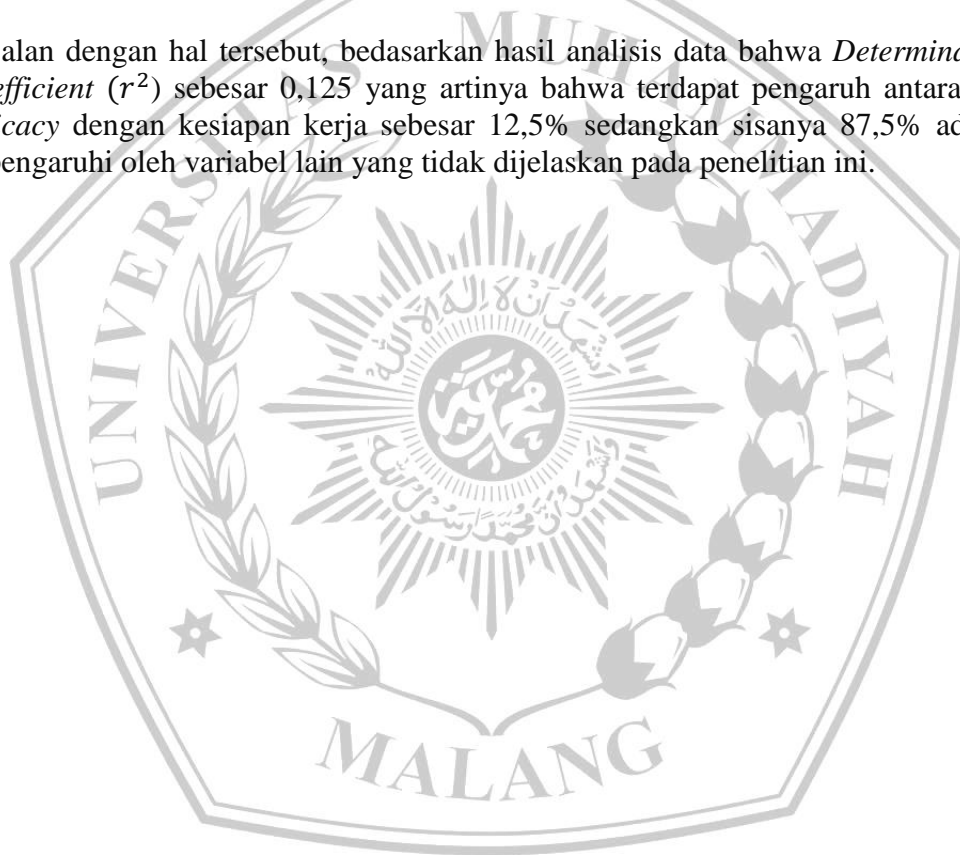 alan dengan hal tersebut, bedasarkan hasil analisis data bahwa Determina
efficient (r²) sebesar 0,125 yang artinya bahwa terdapat pengaruh antara
icacy dengan kesiapan kerja sebesar 12,5% sedangkan sisanya 87,5% ad
pengaruhi oleh variabel lain yang tidak dijelaskan pada penelitian ini.
UNIVERSITAS MUHAMMADIYAH
MALANG